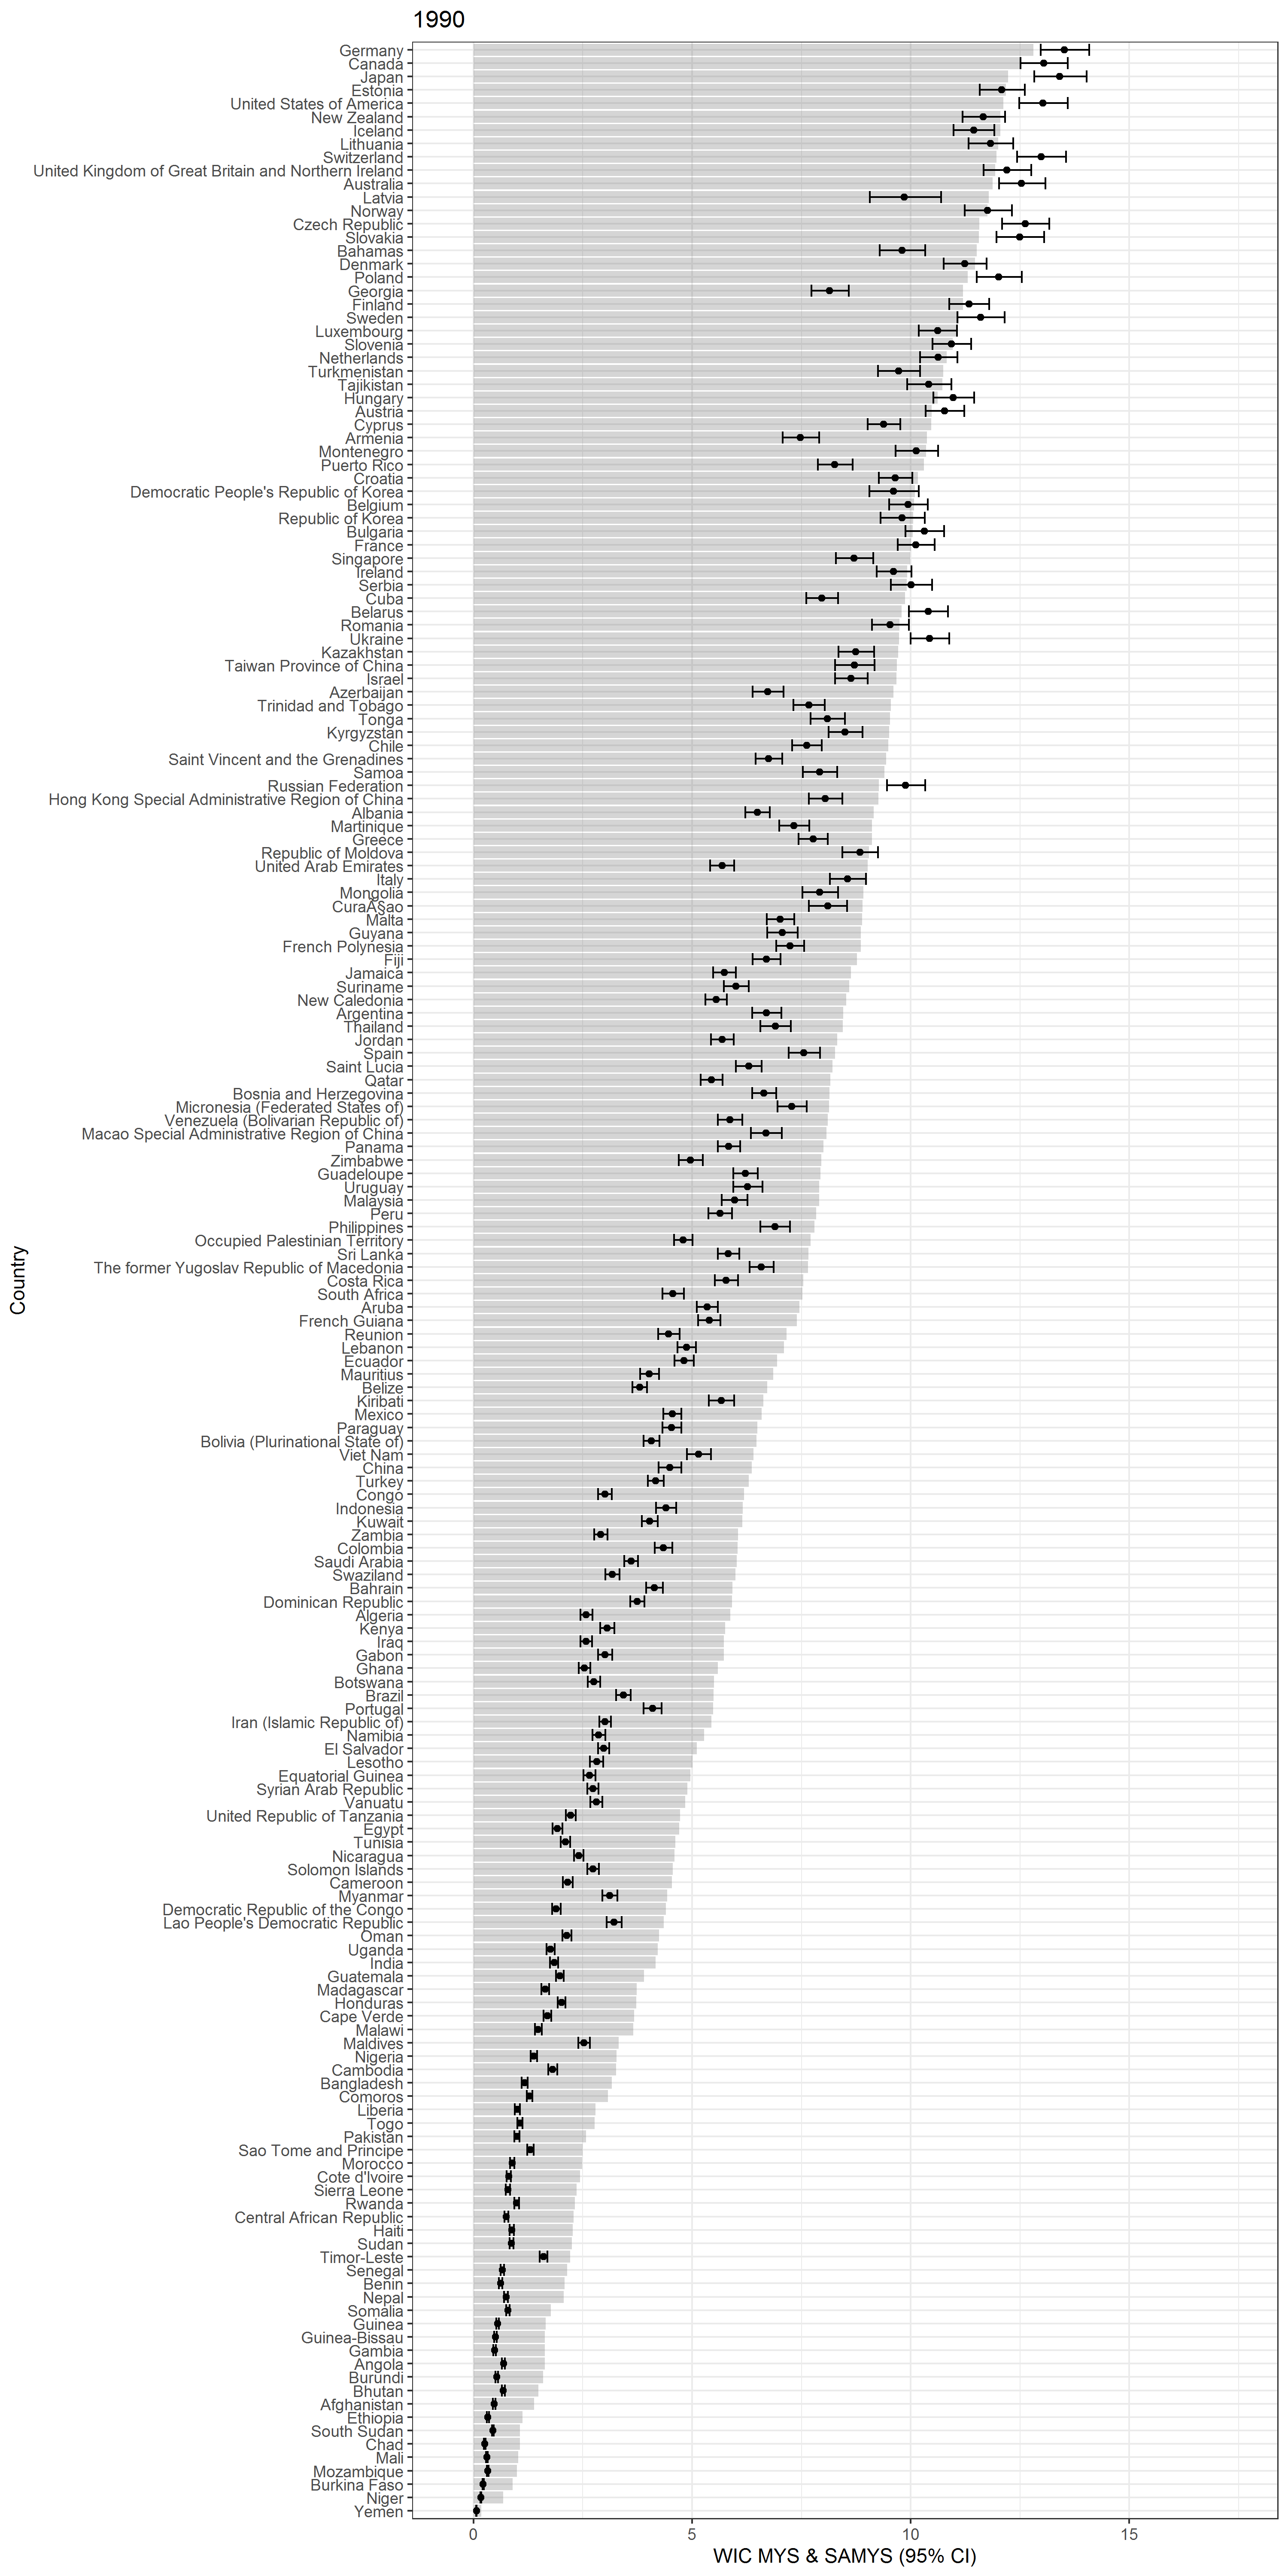 1990
Germany
Canada
Japan
Estonia
United States of America
New Zealand
Iceland
Lithuania
Switzerland
United Kingdom of Great Britain and Northern Ireland
Australia
Latvia
Norway
Czech Republic
Slovakia
Bahamas
Denmark
Poland
Georgia
Finland
Sweden
Luxembourg
Slovenia
Netherlands
Turkmenistan
Tajikistan
Hungary
Austria
Cyprus
Armenia
Montenegro
Puerto Rico
Croatia
Democratic People's Republic of Korea
Belgium
Republic of Korea
Bulgaria
France
Singapore
Ireland
Serbia
Cuba
Belarus
Romania
Ukraine
Kazakhstan
Taiwan Province of China
Israel
Azerbaijan
Trinidad and Tobago
Tonga
Kyrgyzstan
Chile
Saint Vincent and the Grenadines
Samoa
Russian Federation
Hong Kong Special Administrative Region of China
Albania
Martinique
Greece
Republic of Moldova
United Arab Emirates
Italy
Mongolia
CuraÃ§ao
Malta
Guyana
French Polynesia
Fiji
Jamaica
Suriname
New Caledonia
Argentina
Thailand
Jordan
Spain
Saint Lucia
Qatar
Bosnia and Herzegovina
Micronesia (Federated States of)
Venezuela (Bolivarian Republic of)
Macao Special Administrative Region of China
Panama
Zimbabwe
Guadeloupe
Uruguay
Malaysia
Peru
Philippines
Occupied Palestinian Territory
Sri Lanka
The former Yugoslav Republic of Macedonia
Costa Rica
South Africa
Aruba
French Guiana
Reunion
Lebanon
Ecuador
Mauritius
Belize
Kiribati
Mexico
Paraguay
Bolivia (Plurinational State of)
Viet Nam
China
Turkey
Congo
Indonesia
Kuwait
Zambia
Colombia
Saudi Arabia
Swaziland
Bahrain
Dominican Republic
Algeria
Kenya
Iraq
Gabon
Ghana
Botswana
Brazil
Portugal
Iran (Islamic Republic of)
Namibia
El Salvador
Lesotho
Equatorial Guinea
Syrian Arab Republic
Vanuatu
United Republic of Tanzania
Egypt
Tunisia
Nicaragua
Solomon Islands
Cameroon
Myanmar
Democratic Republic of the Congo
Lao People's Democratic Republic
Oman
Uganda
India
Guatemala
Madagascar
Honduras
Cape Verde
Malawi
Maldives
Nigeria
Cambodia
Bangladesh
Comoros
Liberia
Togo
Pakistan
Sao Tome and Principe
Morocco
Cote d'Ivoire
Sierra Leone
Rwanda
Central African Republic
Haiti
Sudan
Timor-Leste
Senegal
Benin
Nepal
Somalia
Guinea
Guinea-Bissau
Gambia
Angola
Burundi
Bhutan
Afghanistan
Ethiopia
South Sudan
Chad
Mali
Mozambique
Burkina Faso
Niger
Yemen
Country
0 5 10 15
WIC MYS & SAMYS (95% CI)